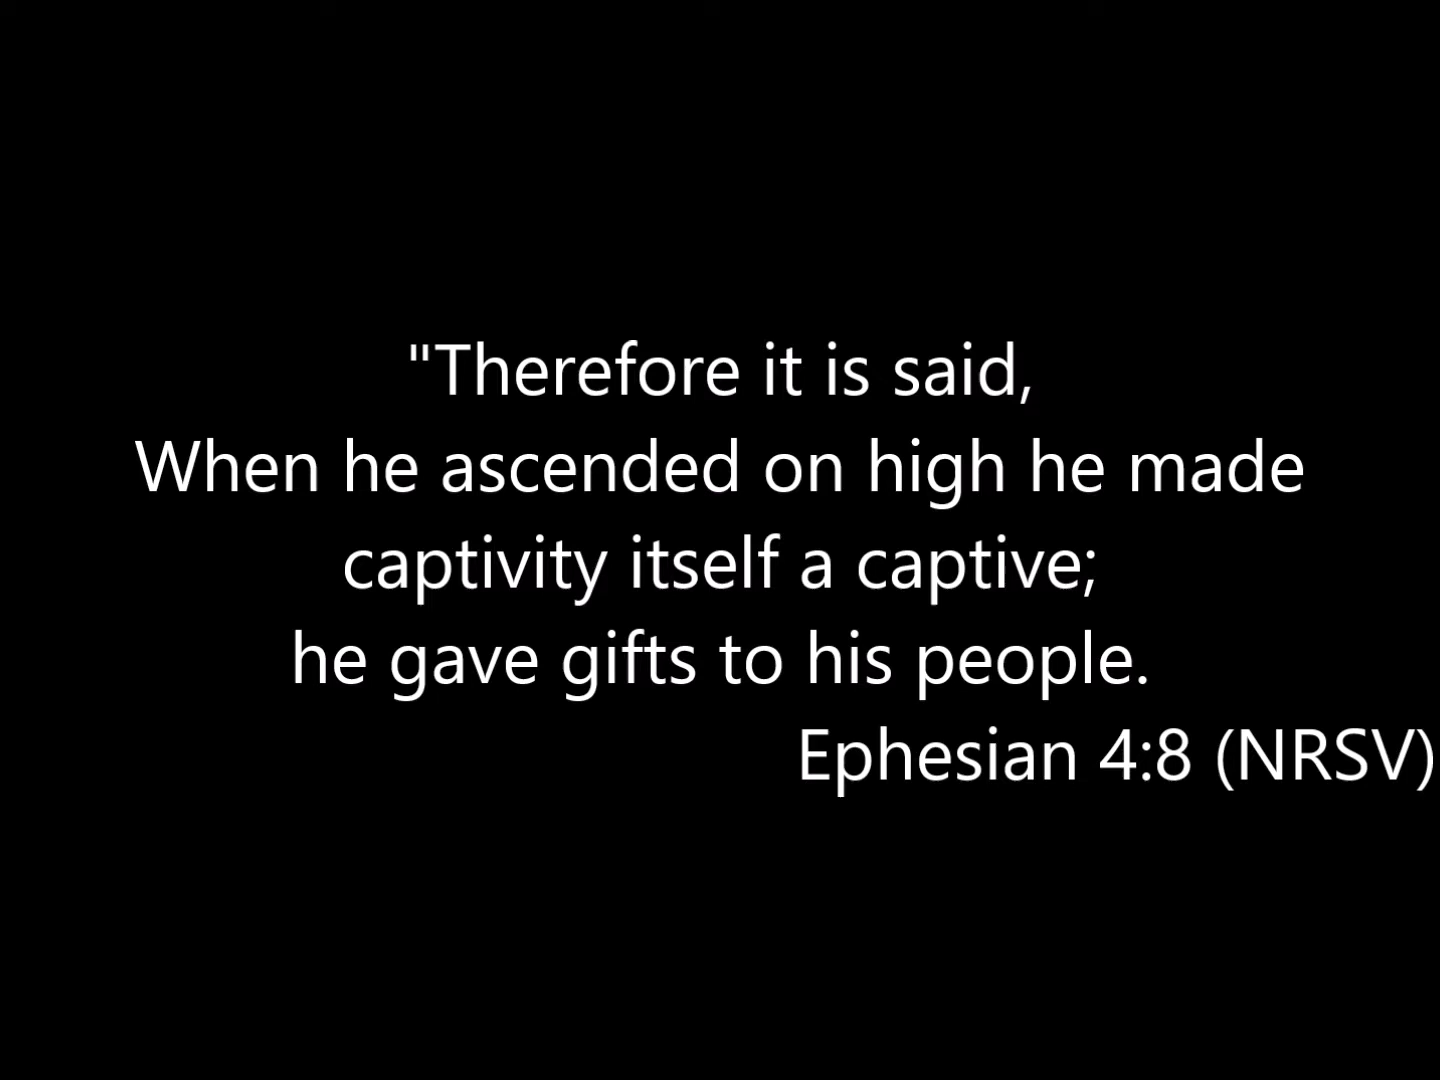 "Therefore it is said,
When he ascended on high he made
captivity itself a captive;
he gave gifts to his people.
Ephesian 4:8 (NRSV)